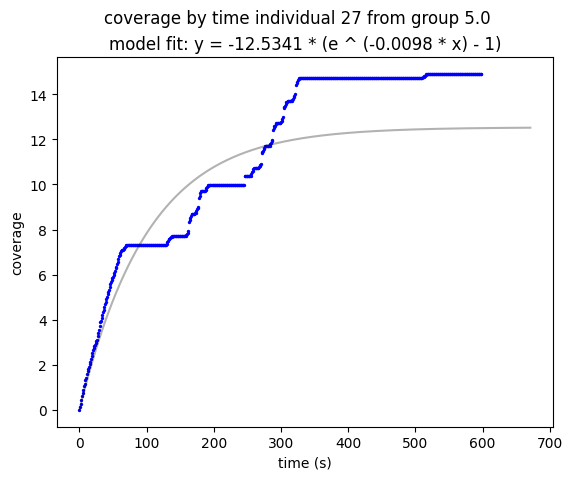 coverage by time individual 27 from group 5.0
model fit: y = -12.5341 * (e ^ (-0.0098 * x) - 1)
14
12
10
8
6
4
2
0
coverage
0 100 200 300 400 500 600 700
time (s)